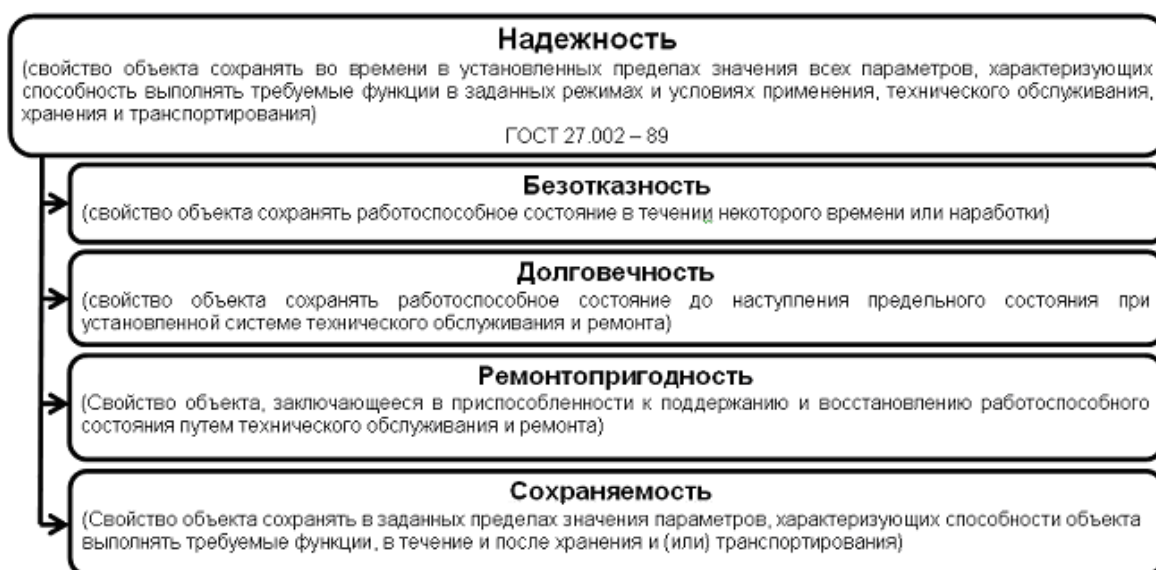 Надежность
(свойство объекта сохранять во времени в установленных пределах значения всех параметров, характеризующих
способность выполнять требуемые функции в заданных режимах и условиях применения, технического обслуживания,
хранения и транспортирования)
ГОСТ 27.002 – 89
Безотказность
(свойство объекта сохранять работоспособное состояние в течении некоторого времени или наработки)
Долговечность
(свойство объекта сохранять работоспособное состояние до наступления предельного состояния при
установленной системе технического обслуживания и ремонта)
Ремонтопригодность
(Свойство объекта, заключающееся в приспособленности к поддержанию и восстановлению работоспособного
состояния путем технического обслуживания и ремонта)
Сохраняемость
(Свойство объекта сохранять в заданных пределах значения параметров, характеризующих способности объекта
выполнять требуемые функции, в течение и после хранения и (или) транспортирования)